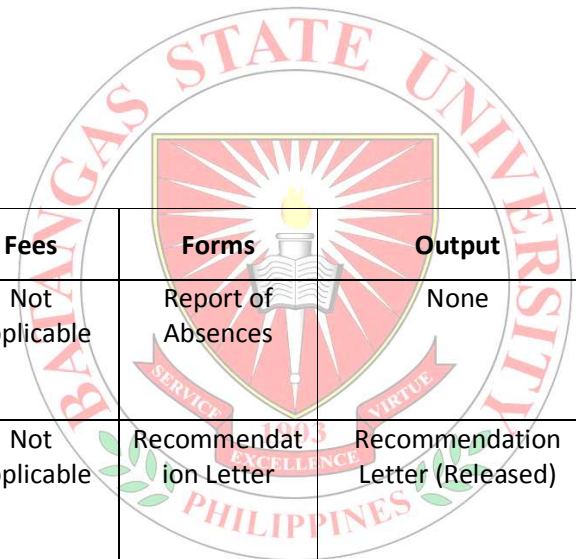 BATANGAS STATE UNIVERSITY
Fees Forms Output
Not Report of None
plicable Absences
SERVICE VIRTUE
1903
Not Recommendat Recommendation
EXCELLENCE
plicable ion Letter Letter (Released)
PHILIPPINES